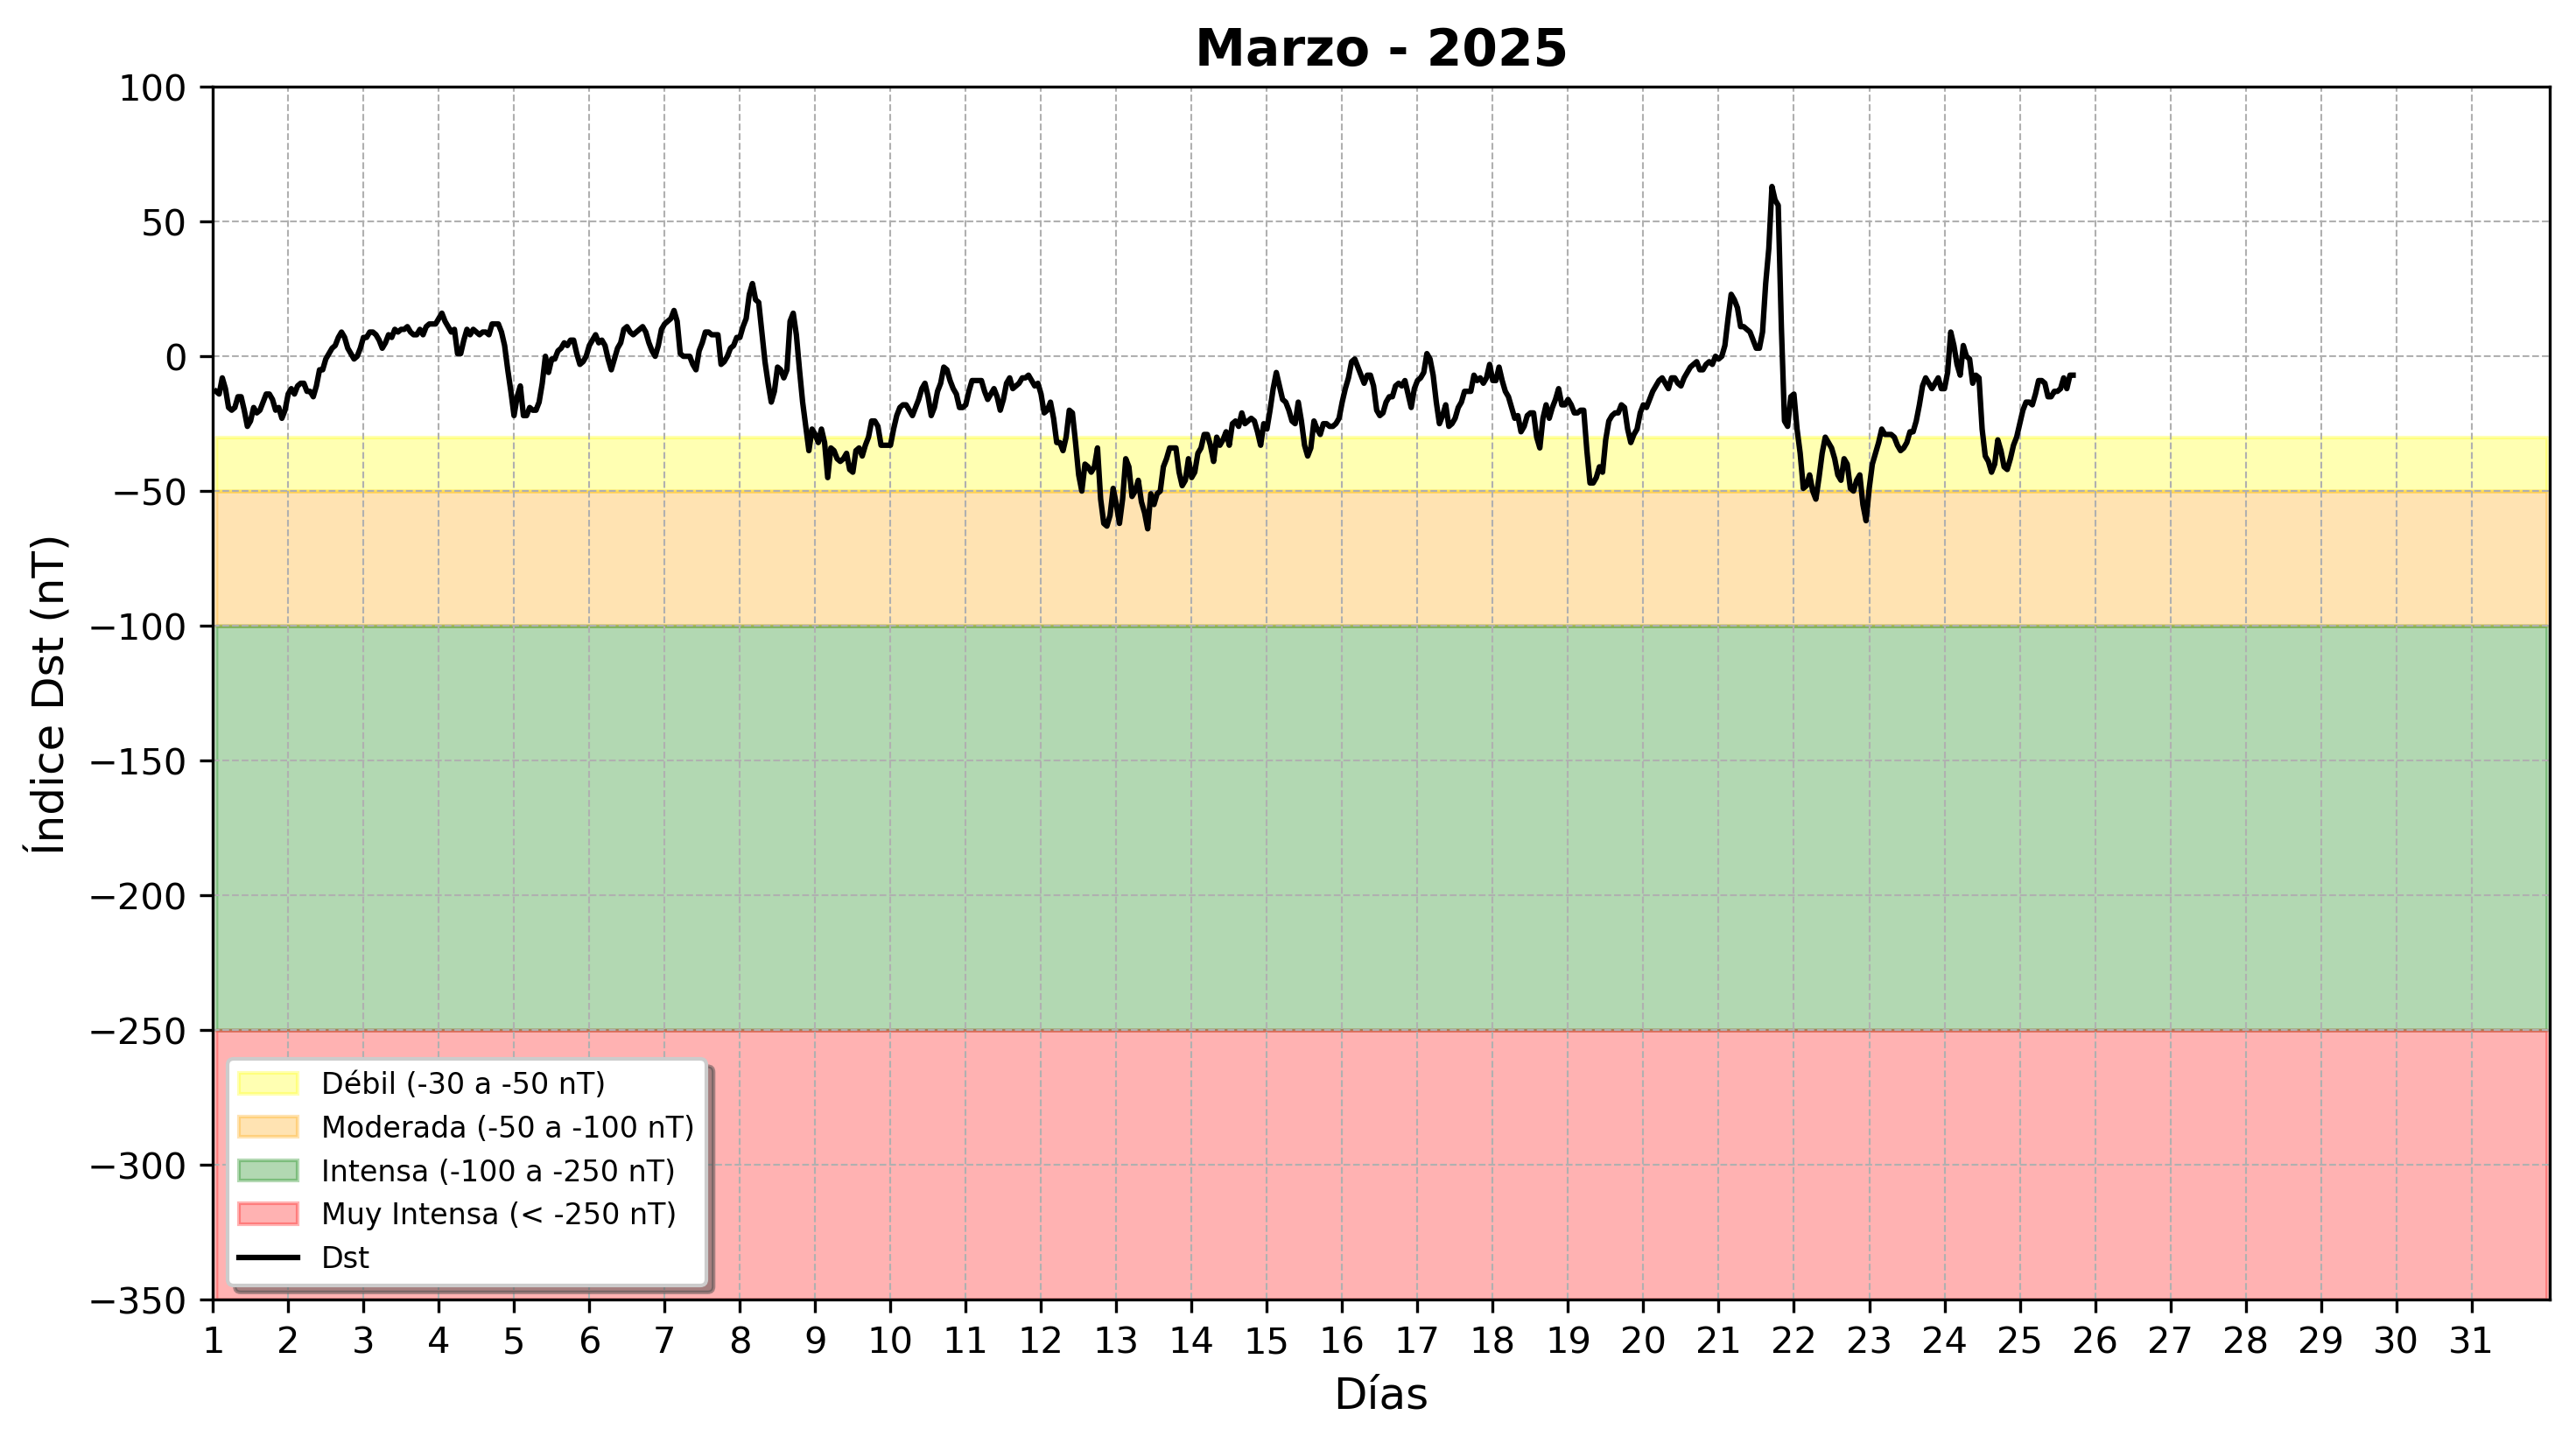 Marzo - 2025
Índice Dst (nT)
100
50
0
−50
−100
−150
−200
−250
−300
−350
Débil (-30 a -50 nT)
Moderada (-50 a -100 nT)
Intensa (-100 a -250 nT)
Muy Intensa (< -250 nT)
Dst
1 2 3 4 5 6 7 8 9 10 11 12 13 14 15 16 17 18 19 20 21 22 23 24 25 26 27 28 29 30 31
Días